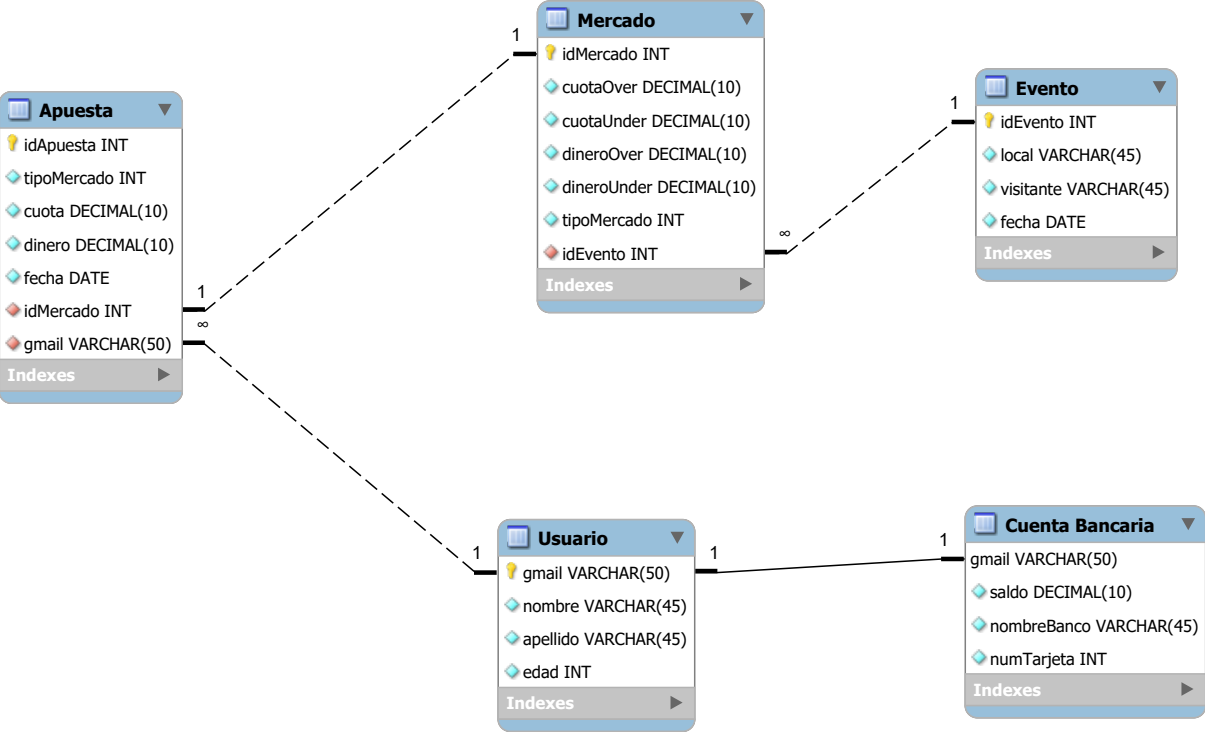 Apuesta
idApuesta INT
tipoMercado INT
cuota DECIMAL(10)
dinero DECIMAL(10)
fecha DATE
idMercado INT
gmail VARCHAR(50)
Indexes
1
∞
1
Mercado
idMercado INT
cuotaOver DECIMAL(10)
cuotaUnder DECIMAL(10)
dineroOver DECIMAL(10)
dineroUnder DECIMAL(10)
tipoMercado INT
idEvento INT
Indexes
∞
1
Evento
idEvento INT
local VARCHAR(45)
visitante VARCHAR(45)
fecha DATE
Indexes
1
Usuario
gmail VARCHAR(50)
nombre VARCHAR(45)
apellido VARCHAR(45)
edad INT
Indexes
1
1
Cuenta Bancaria
gmail VARCHAR(50)
saldo DECIMAL(10)
nombreBanco VARCHAR(45)
numTarjeta INT
Indexes